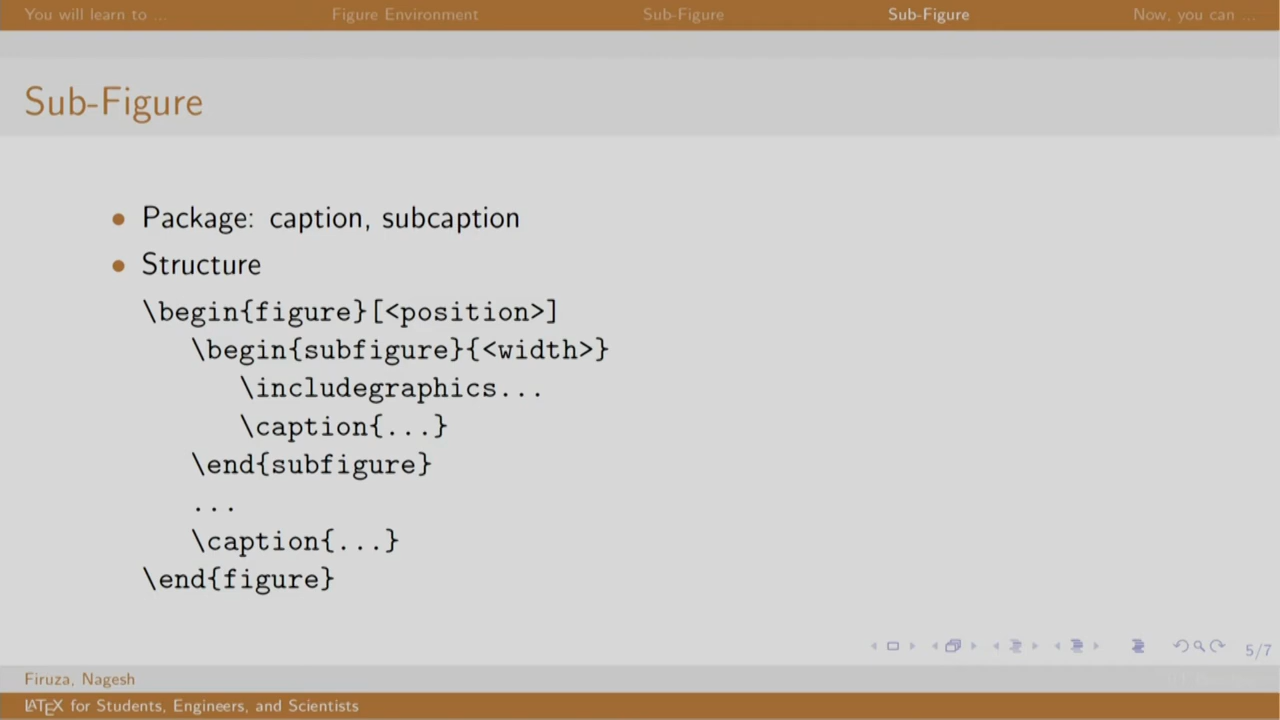 You will learn to ... Figure Environment Sub-Figure Sub-Figure Now, you can ...
Sub-Figure
• Package: caption, subcaption
• Structure
\begin{figure}[<position>]
\begin{subfigure}{<width>}
\includegraphics...
\caption{...}
\end{subfigure}
...
\caption{...}
\end{figure}
5/7
Firuza, Nagesh
LATEX for Students, Engineers, and Scientists